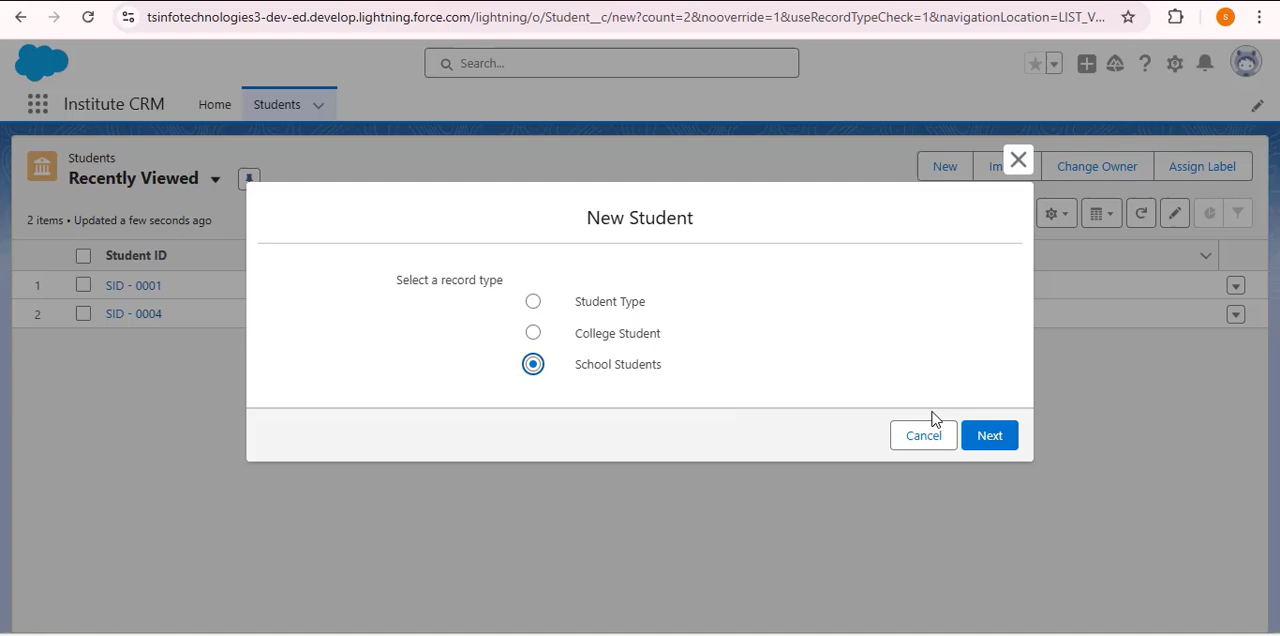 tsinfotechnologies3-dev-ed.develop.lightning.force.com/lightning/o/Student__c/new?count=2&nooverride=1&useRecordTypeCheck=1&navigationLocation=LIST_V...
S
Search...
Institute CRM
Home
Students
Students
Recently Viewed
New
Change Owner
Assign Label
2 items • Updated a few seconds ago
Student ID
1 SID - 0001
2 SID - 0004
New Student
Select a record type
Student Type
College Student
School Students
Cancel
Next